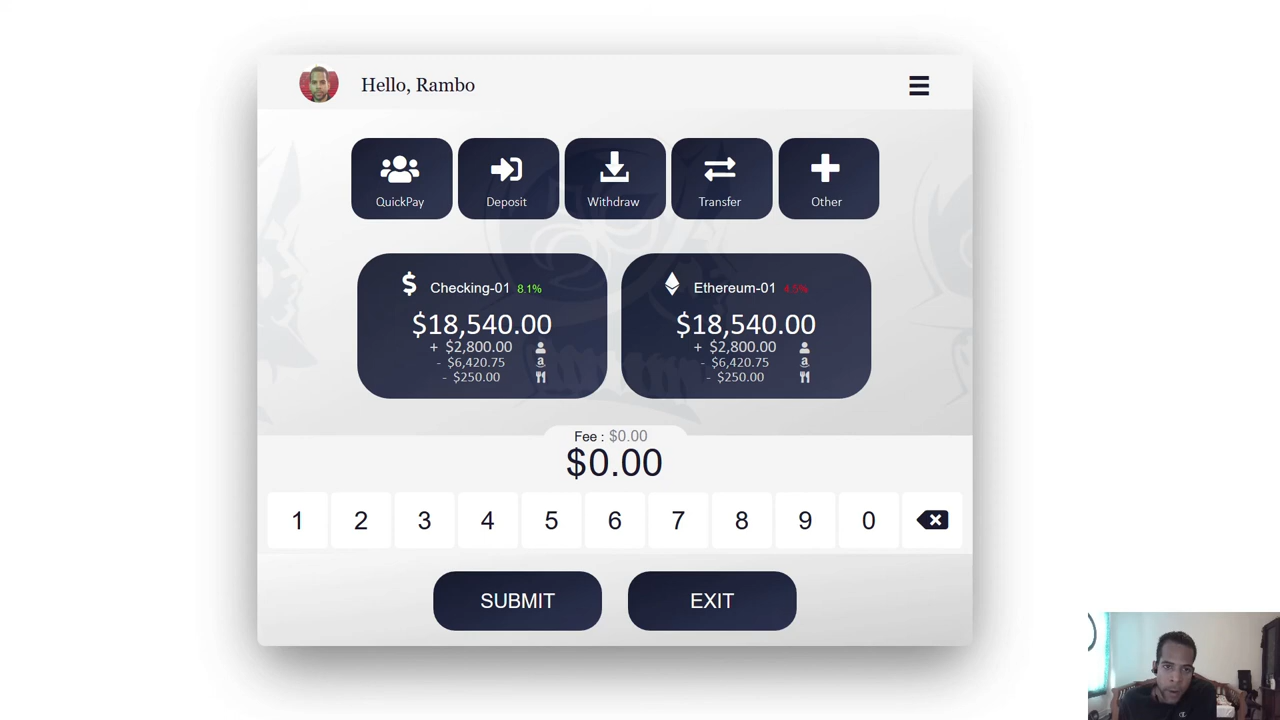 Hello, Rambo
QuickPay Deposit Withdraw Transfer Other
$ Checking-01 8.1%
$18,540.00
+ $2,800.00
- $6,420.75 a
- $250.00
Ethereum-01 4.5%
$18,540.00
+ $2,800.00
- $6,420.75 a
- $250.00
Fee : $0.00
$0.00
1 2 3 4 5 6 7 8 9 0
SUBMIT EXIT